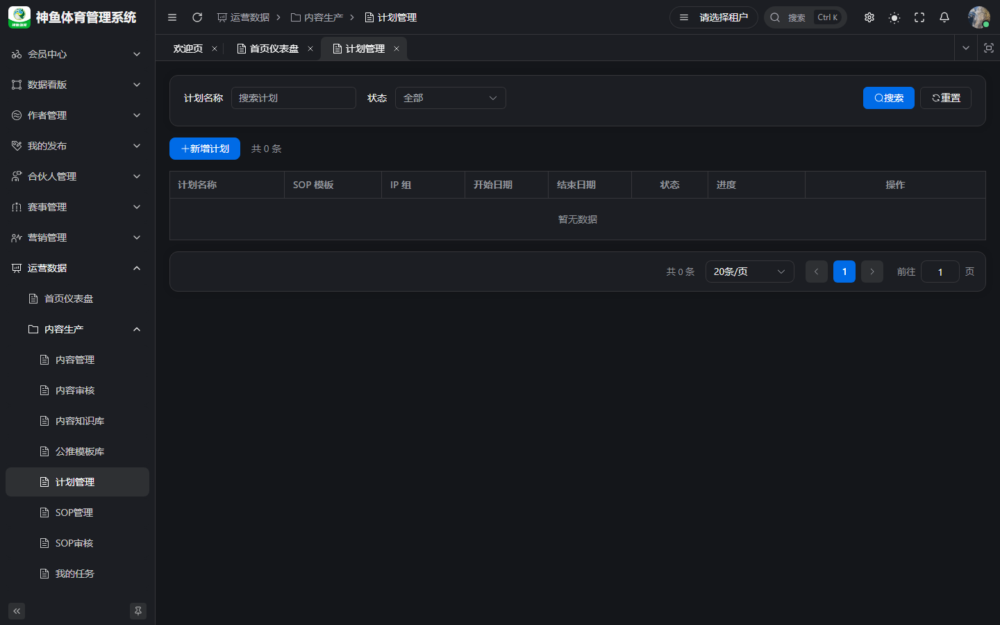 神鱼体育管理系统
运营数据 内容生产 计划管理
请选择租户
搜索 Ctrl K
欢迎页 首页仪表盘 计划管理
会员中心
数据看版
作者管理
我的发布
合伙人管理
赛事管理
营销管理
运营数据
首页仪表盘
内容生产
内容管理
内容审核
内容知识库
公推模板库
计划管理
SOP管理
SOP审核
我的任务
计划名称 搜索计划 状态 全部 搜索 重置
新增计划 共 0 条
计划名称 SOP 模板 IP 组 开始日期 结束日期 状态 进度 操作
暂无数据
共 0 条 20条/页 1 前往 1 页